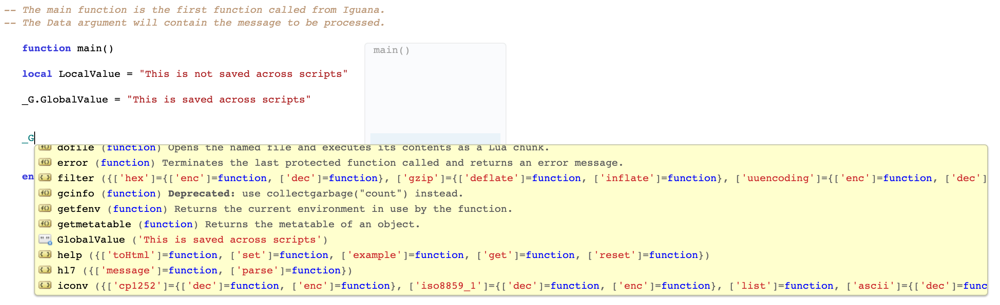 -- The main function is the first function called from Iguana.
-- The Data argument will contain the message to be processed.
function main()
main()
local LocalValue = "This is not saved across scripts"
_G.GlobalValue = "This is saved across scripts"
_G
dofile (function) Opens the named file and executes its contents as a Lua chunk.
f() error (function) Terminates the last protected function called and returns an error message.
en
{ } filter ({['hex']={['enc']=function, ['dec']=function}, ['gzip']={['deflate']=function, ['inflate']=function}, ['uuencoding']={['enc']=function, ['dec']
f() gcinfo (function) Deprecated: use collectgarbage("count") instead.
f() getfenv (function) Returns the current environment in use by the function.
f() getmetatable (function) Returns the metatable of an object.
"" GlobalValue ('This is saved across scripts')
{ } help ({['toHtml']=function, ['set']=function, ['example']=function, ['get']=function, ['reset']=function})
{ } hl7 ({['message']=function, ['parse']=function})
{ } iconv ({['cp1252']={['dec']=function, ['enc']=function}, ['iso8859_1']={['dec']=function, ['enc']=function}, ['list']=function, ['ascii']={['dec']=func